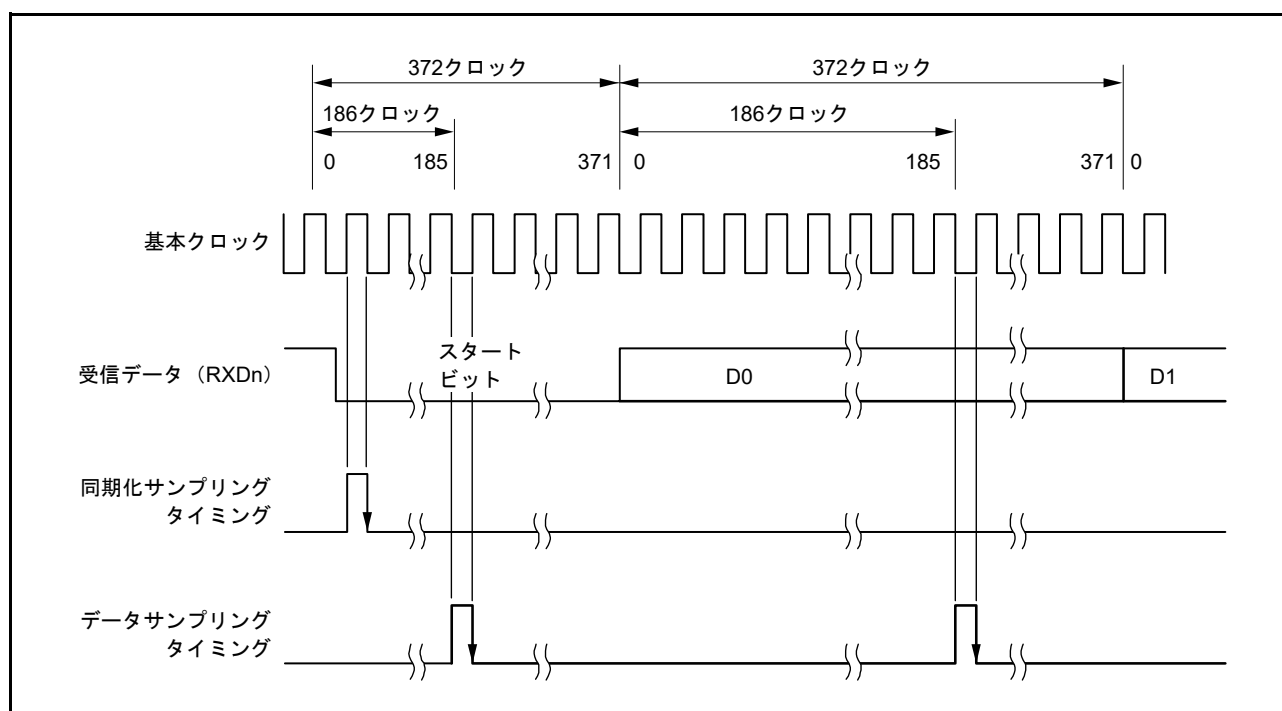 372クロック 372クロック
186クロック 186クロック
0 185 371 0 185 371 0
基本クロック
スタート
受信データ（RXDn） ビット D0 D1
同期化サンプリング
タイミング
データサンプリング
タイミング